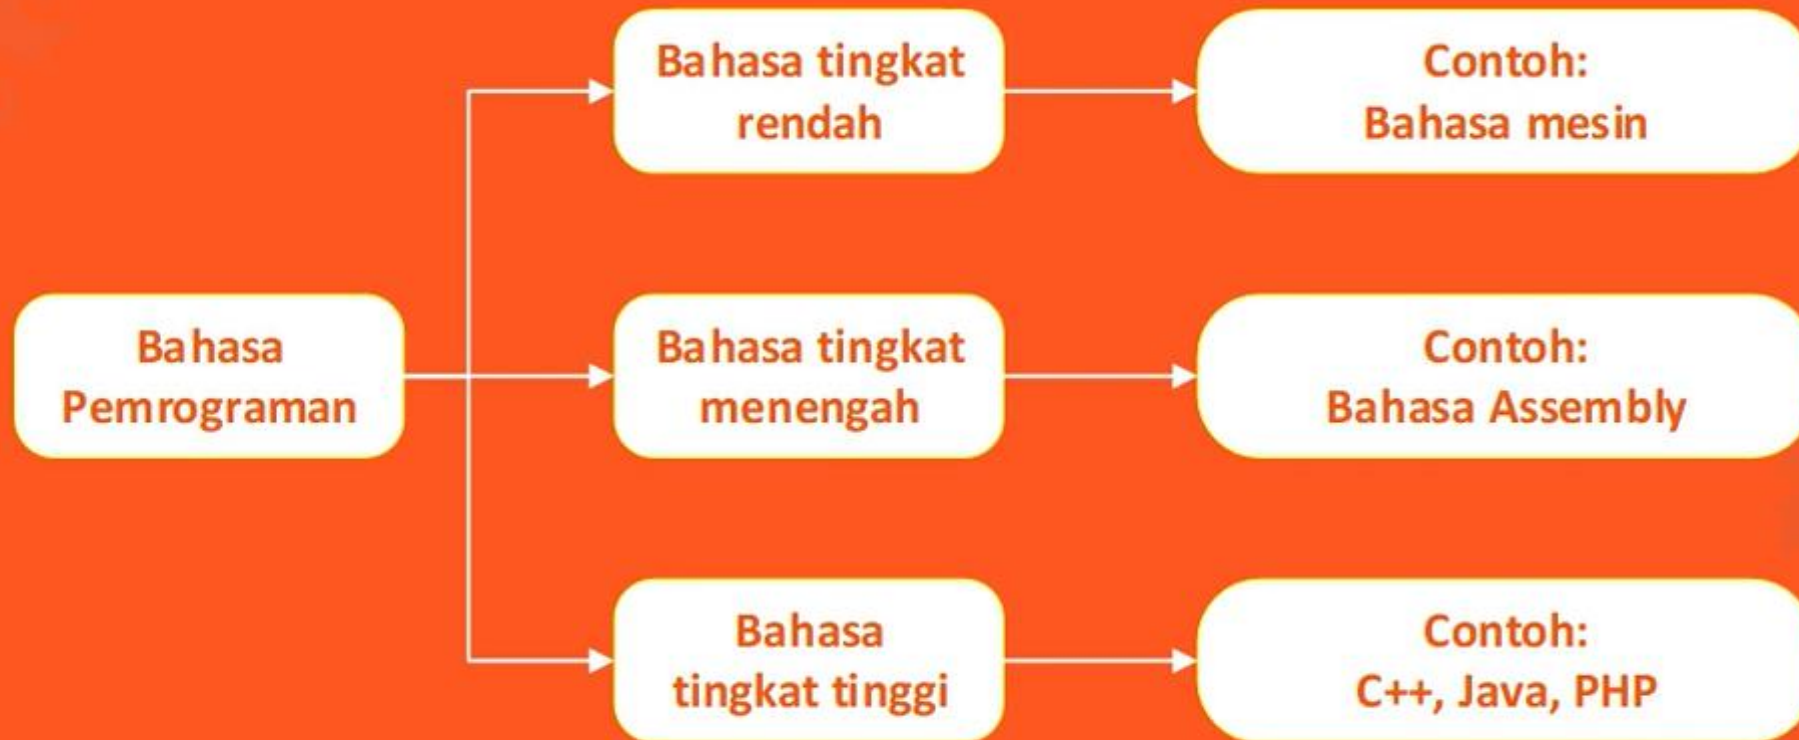 Bahasa tingkat
rendah
Contoh:
Bahasa mesin
Bahasa
Pemrograman
Bahasa tingkat
menengah
Contoh:
Bahasa Assembly
Bahasa
tingkat tinggi
Contoh:
C++, Java, PHP